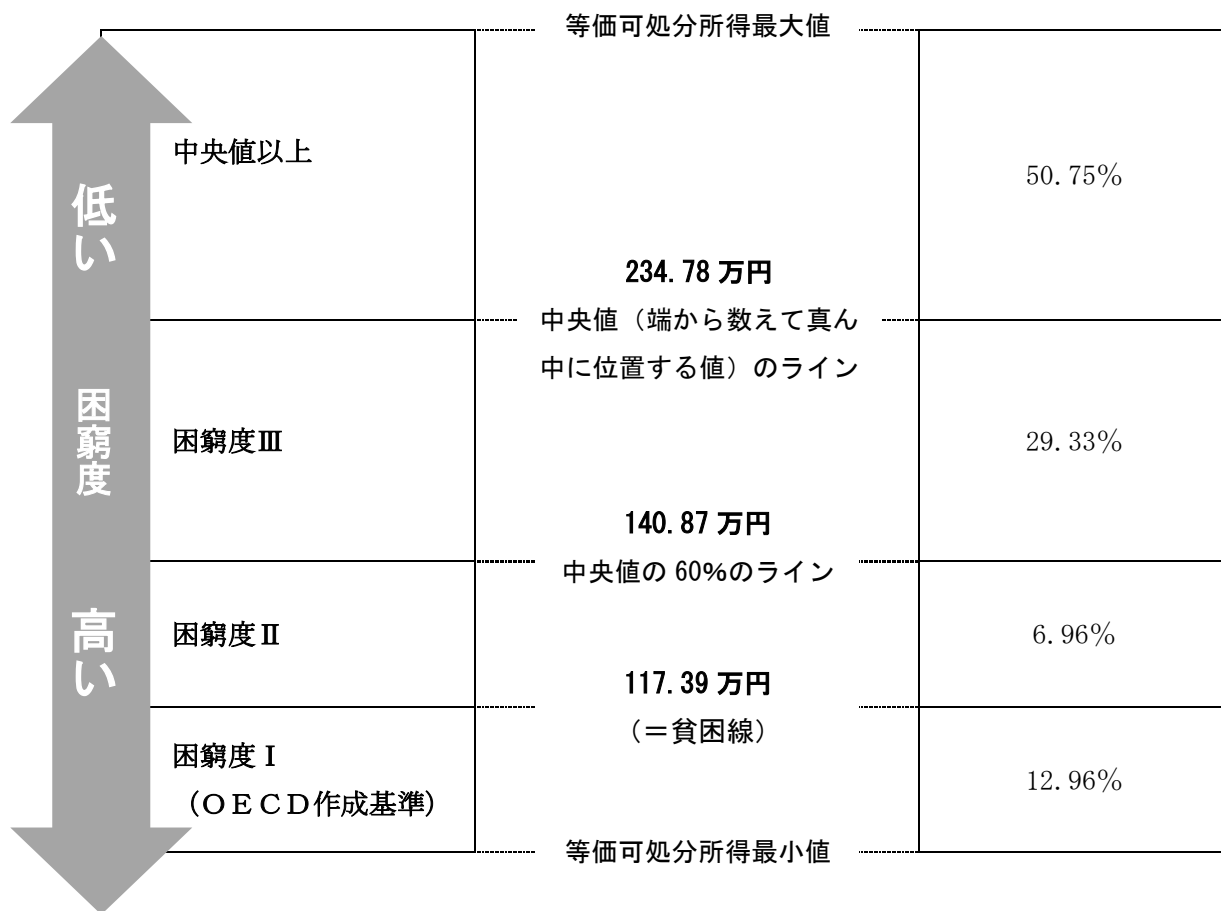 等価可処分所得最大値
低い
困窮度
高い
中央値以上
50.75%
234.78 万円
中央値（端から数えて真ん
中に位置する値）のライン
困窮度Ⅲ
29.33%
140.87 万円
中央値の 60%のライン
困窮度Ⅱ
6.96%
117.39 万円
（＝貧困線）
困窮度Ⅰ
（ＯＥＣＤ作成基準）
12.96%
等価可処分所得最小値